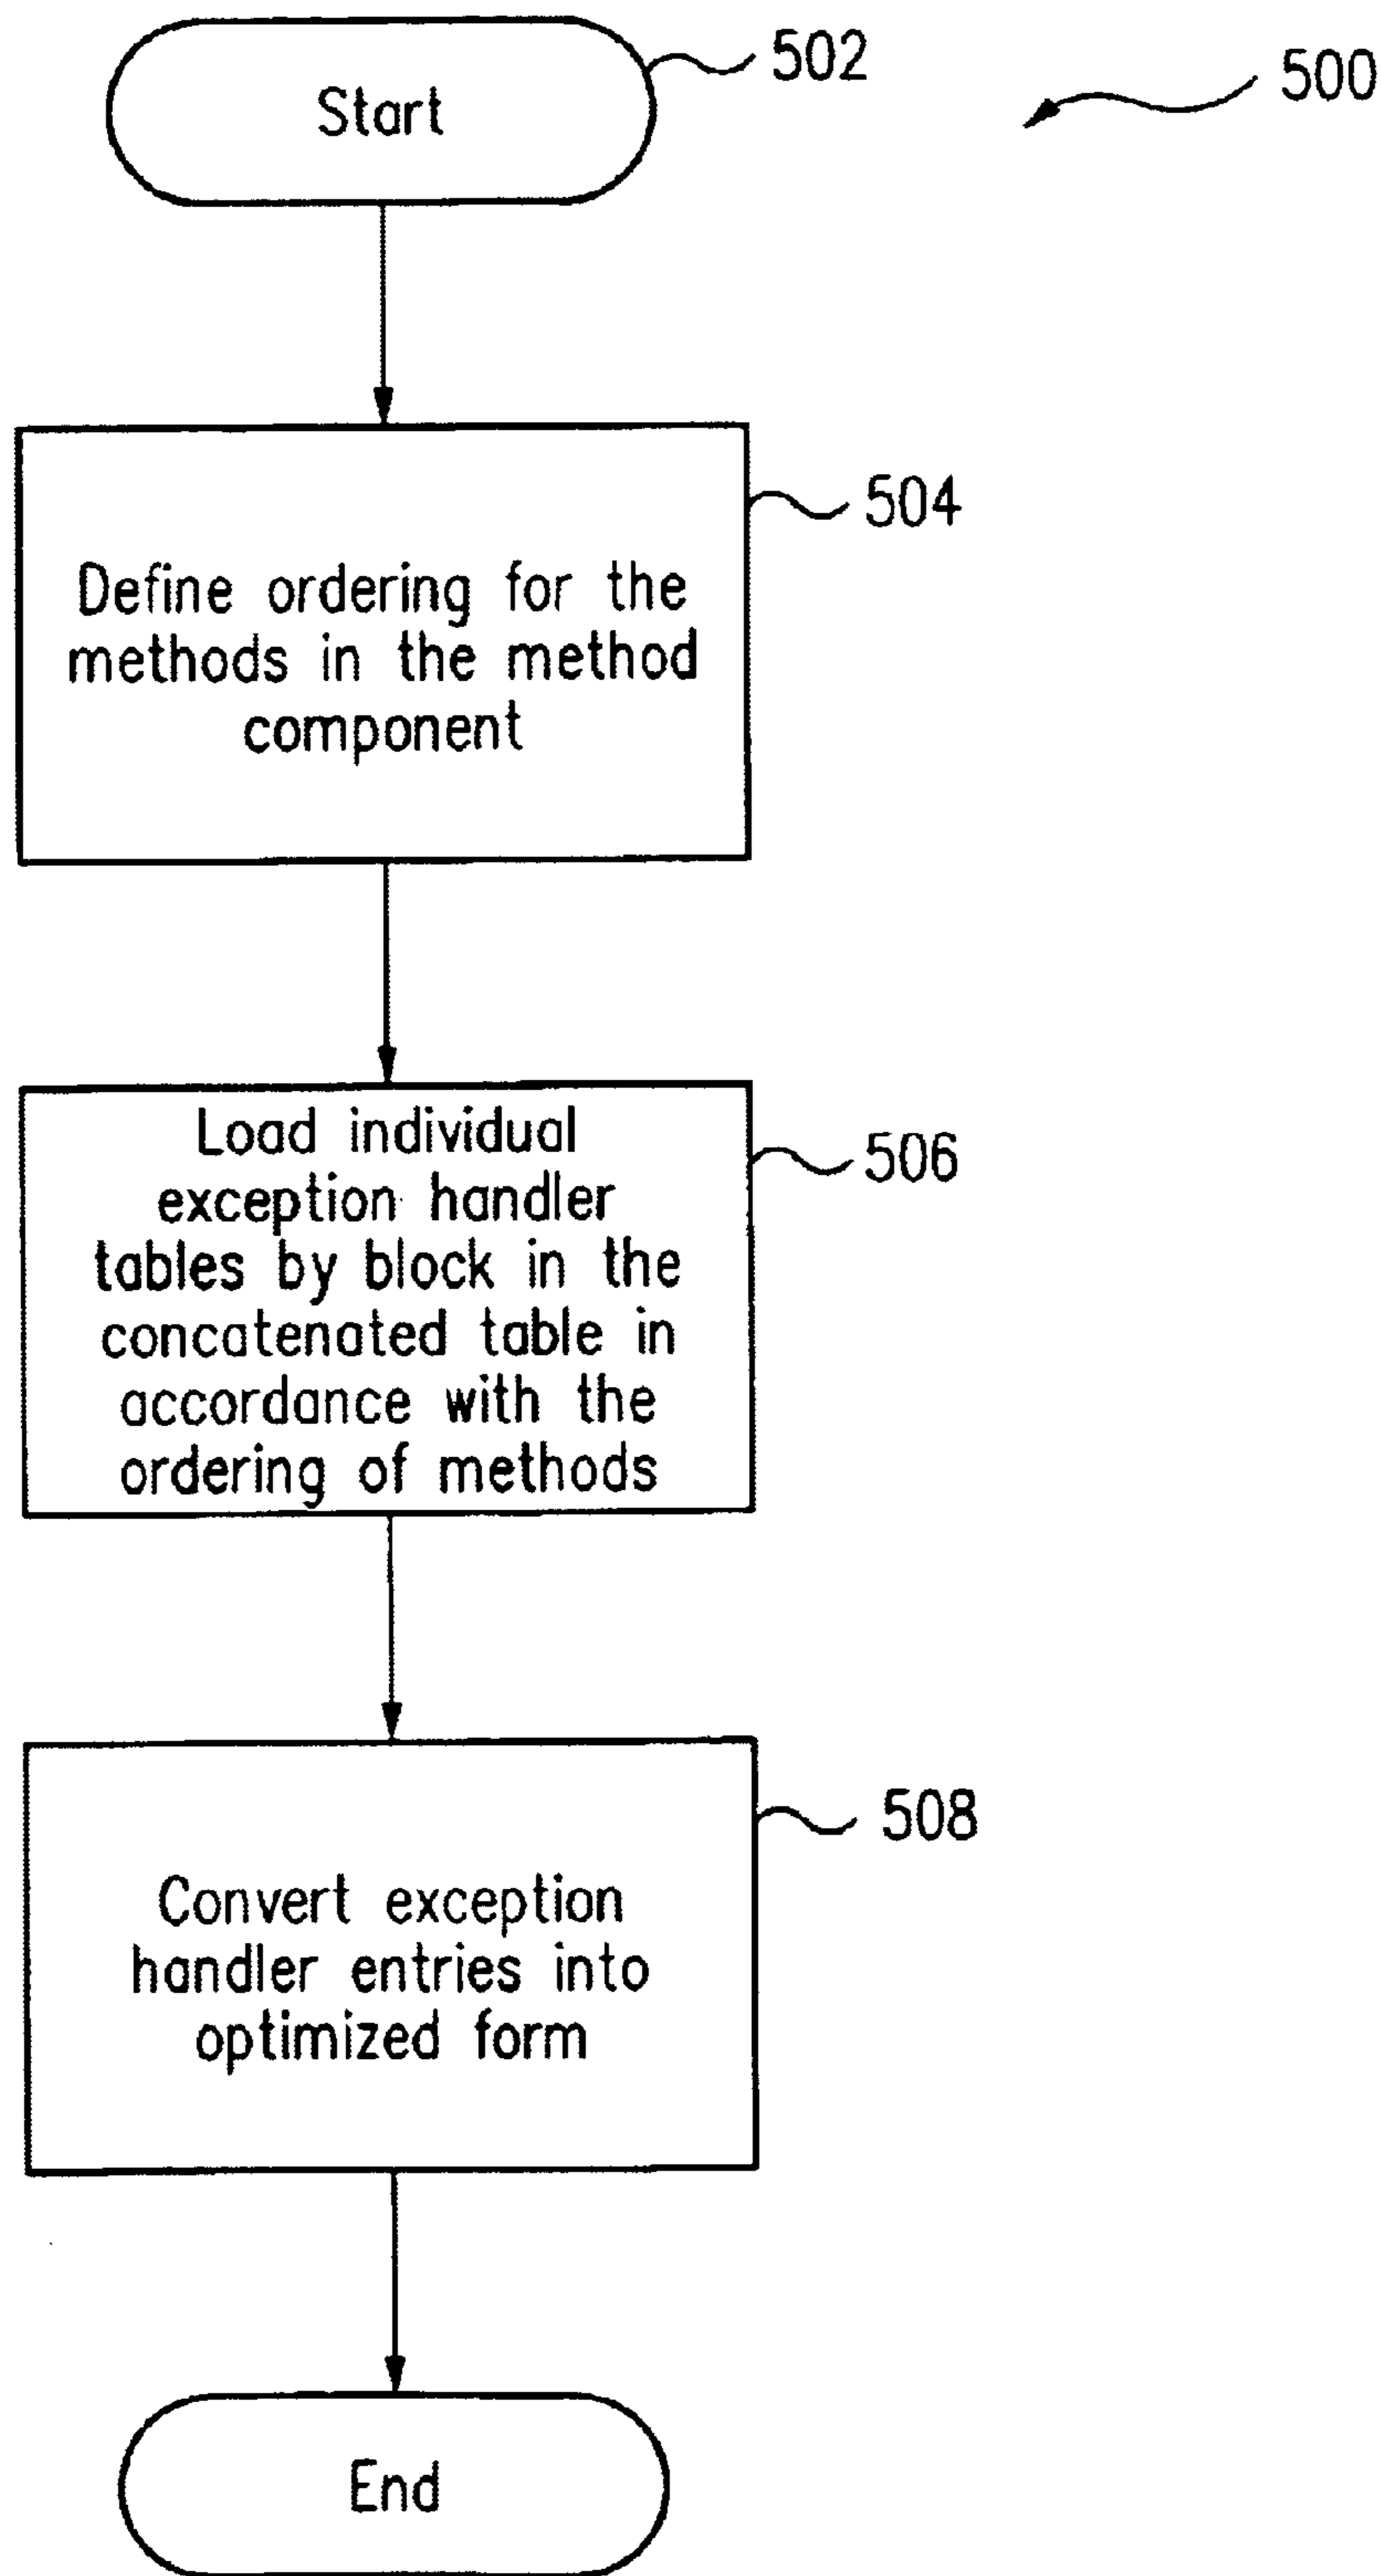 Start
502
500
Define ordering for the
methods in the method
component
504
Load individual
exception handler
tables by block in the
concatenated table in
accordance with the
ordering of methods
506
Convert exception
handler entries into
optimized form
508
End